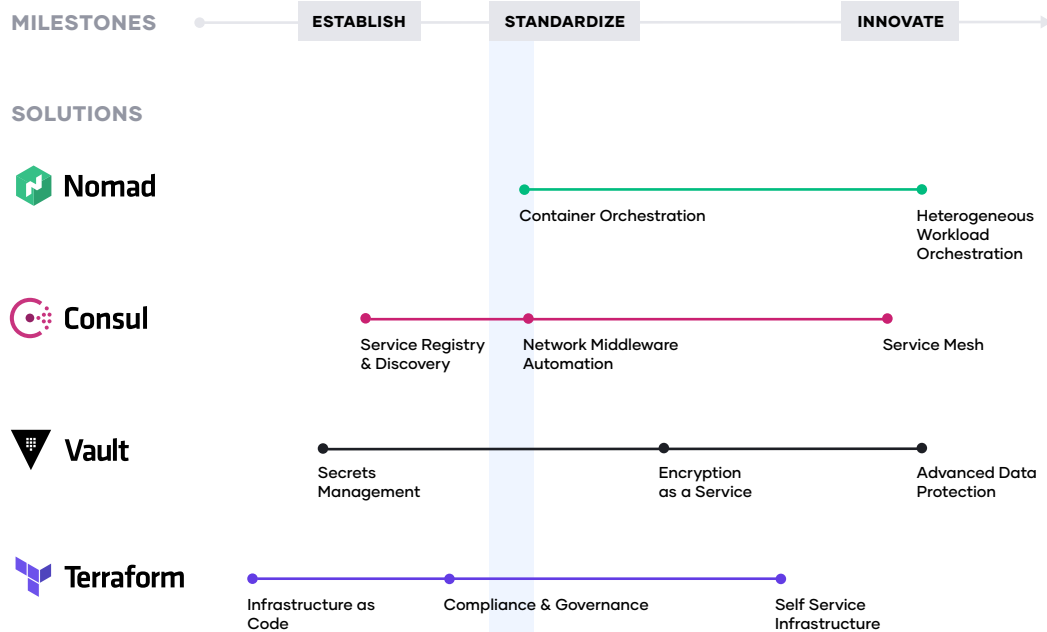 MILESTONES
ESTABLISH
STANDARDIZE
INNOVATE
SOLUTIONS
Nomad
Container Orchestration
Heterogeneous
Workload
Orchestration
Consul
Service Registry
& Discovery
Network Middleware
Automation
Service Mesh
Vault
Secrets
Management
Encryption
as a Service
Advanced Data
Protection
Terraform
Infrastructure as
Code
Compliance & Governance
Self Service
Infrastructure